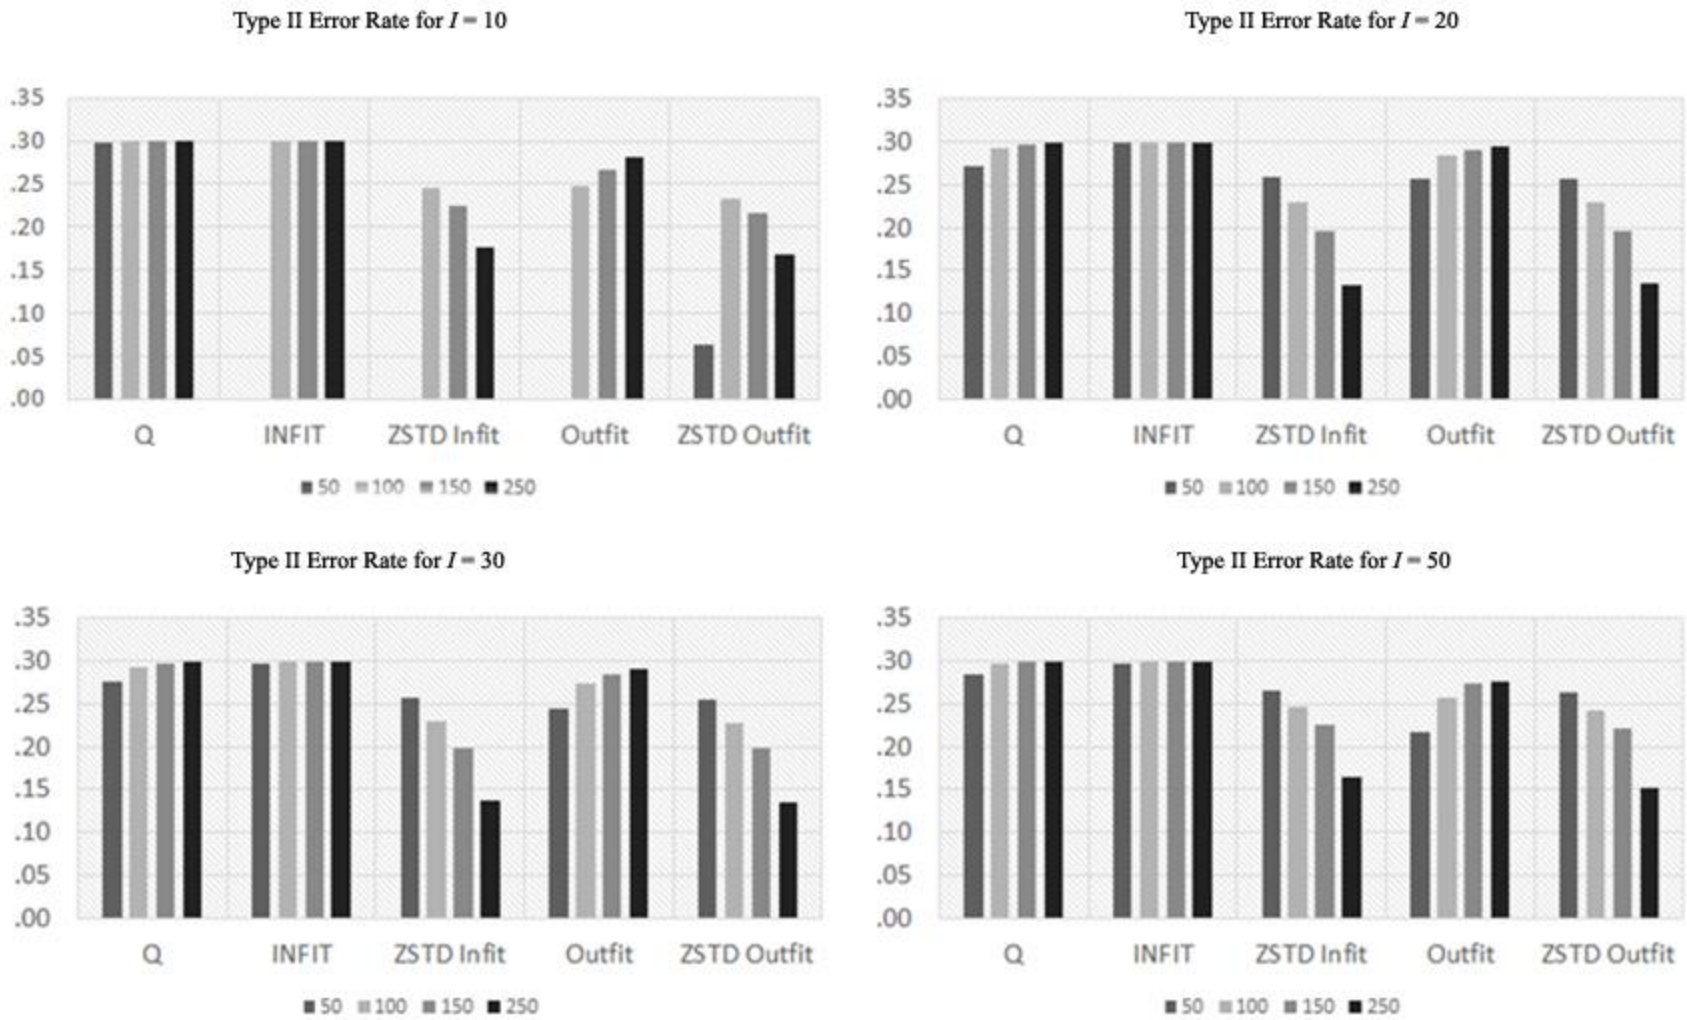 Type II Error Rate for I = 10
.35
.30
.25
.20
.15
.10
.05
.00
Q INFIT ZSTD Infit Outfit ZSTD Outfit
50 100 150 250
Type II Error Rate for I = 20
.35
.30
.25
.20
.15
.10
.05
.00
Q INFIT ZSTD Infit Outfit ZSTD Outfit
50 100 150 250
Type II Error Rate for I = 30
.35
.30
.25
.20
.15
.10
.05
.00
Q INFIT ZSTD Infit Outfit ZSTD Outfit
50 100 150 250
Type II Error Rate for I = 50
.35
.30
.25
.20
.15
.10
.05
.00
Q INFIT ZSTD Infit Outfit ZSTD Outfit
50 100 150 250